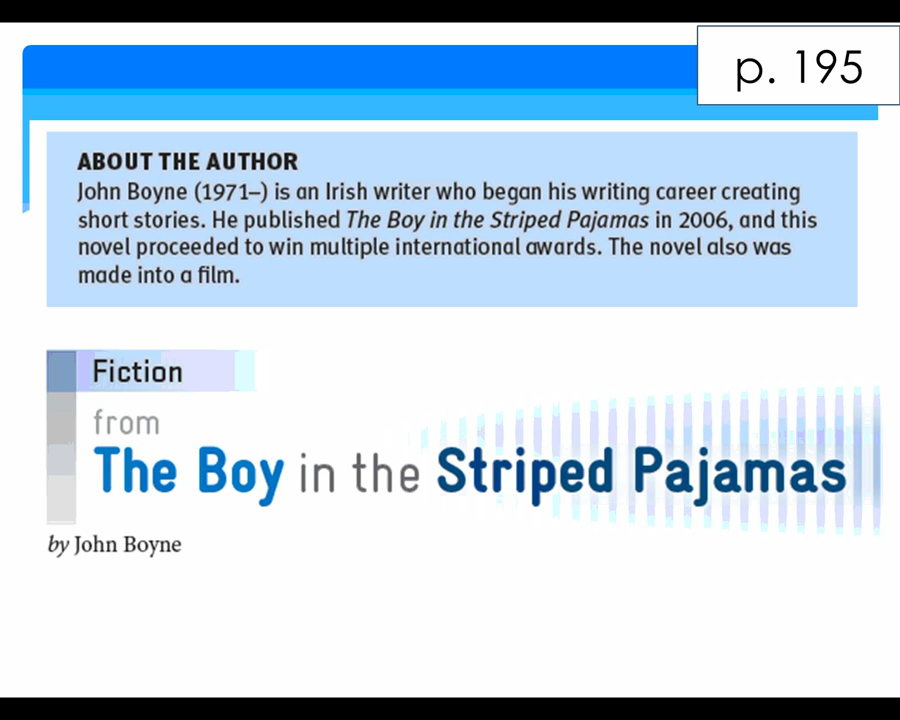 p. 195
ABOUT THE AUTHOR
John Boyne (1971–) is an Irish writer who began his writing career creating
short stories. He published The Boy in the Striped Pajamas in 2006, and this
novel proceeded to win multiple international awards. The novel also was
made into a film.
Fiction
from
The Boy in the Striped Pajamas
by John Boyne